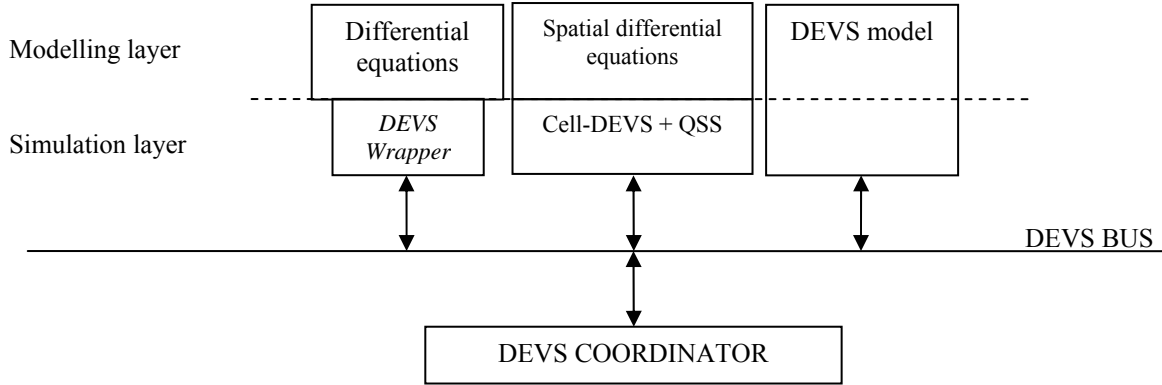 Modelling layer
Differential
equations
Spatial differential
equations
DEVS model
Simulation layer
DEVS
Wrapper
Cell-DEVS + QSS
DEVS BUS
DEVS COORDINATOR